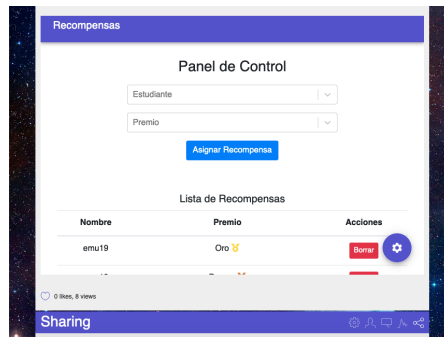 Recompensas
Panel de Control
Estudiante
Premio
Asignar Recompensa
Lista de Recompensas
Nombre Premio Acciones
emu19 Oro Borrar
0 likes, 8 views
Sharing